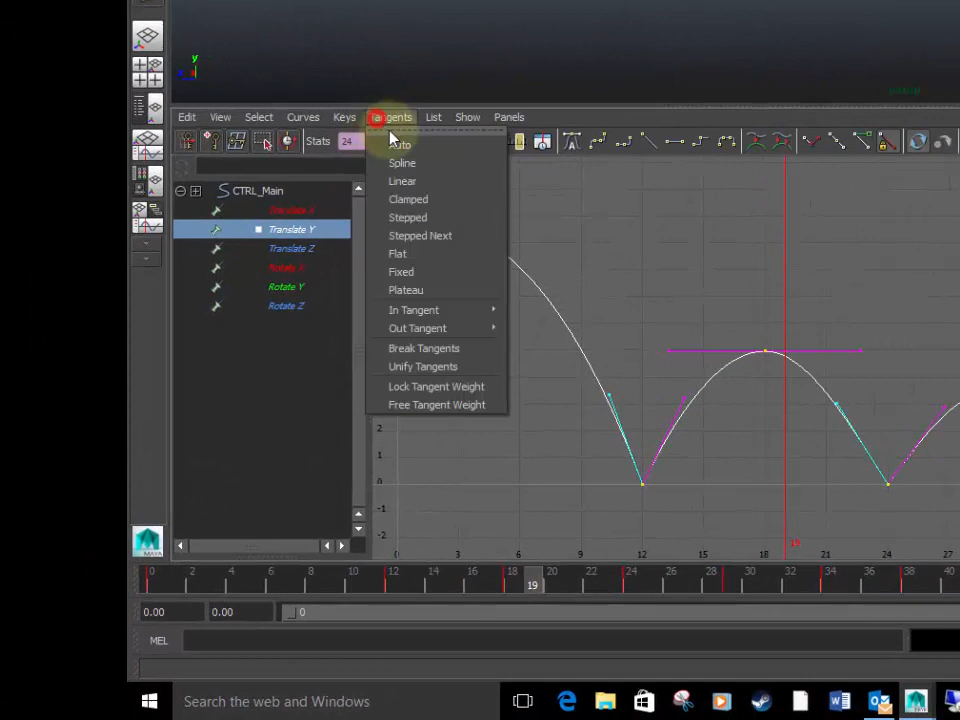 y
persp
Edit View Select Curves Keys Tangents List Show Panels
Stats 24
Auto
Spline
Linear
Clamped
Stepped
Stepped Next
Flat
Fixed
Plateau
In Tangent
Out Tangent
Break Tangents
Unify Tangents
Lock Tangent Weight
Free Tangent Weight
CTRL_Main
Translate X
Translate Y
Translate Z
Rotate X
Rotate Y
Rotate Z
2
1
0
-1
-2
19
0 3 6 9 12 15 18 21 24 27
0 2 4 6 8 10 12 14 16 18 20 22 24 26 28 30 32 34 36 38 40
19
0.00 0.00 0
MEL
MAYA
Search the web and Windows